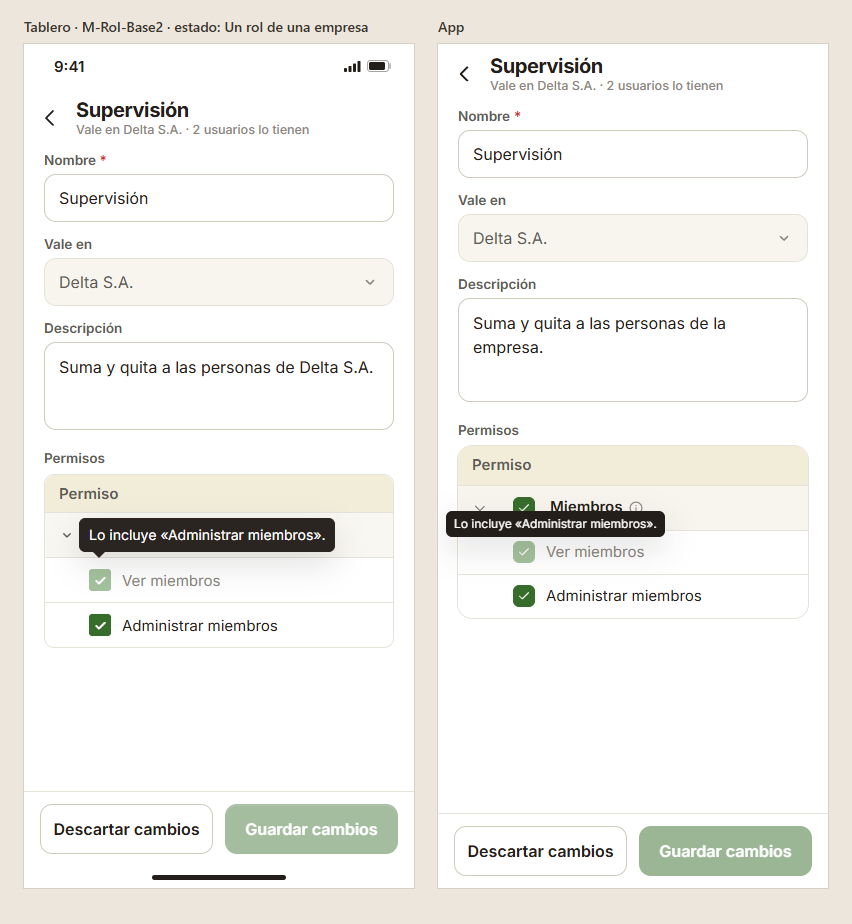 Tablero · M-Rol-Base2 · estado: Un rol de una empresa
9:41
Supervisión
Vale en Delta S.A. · 2 usuarios lo tienen
Nombre *
Supervisión
Vale en
Delta S.A.
Descripción
Suma y quita a las personas de Delta S.A.
Permisos
Permiso
Lo incluye «Administrar miembros».
Ver miembros
Administrar miembros
Descartar cambios
Guardar cambios
App
Supervisión
Vale en Delta S.A. · 2 usuarios lo tienen
Nombre *
Supervisión
Vale en
Delta S.A.
Descripción
Suma y quita a las personas de la
empresa.
Permisos
Permiso
Miembros
Lo incluye «Administrar miembros».
Ver miembros
Administrar miembros
Descartar cambios
Guardar cambios